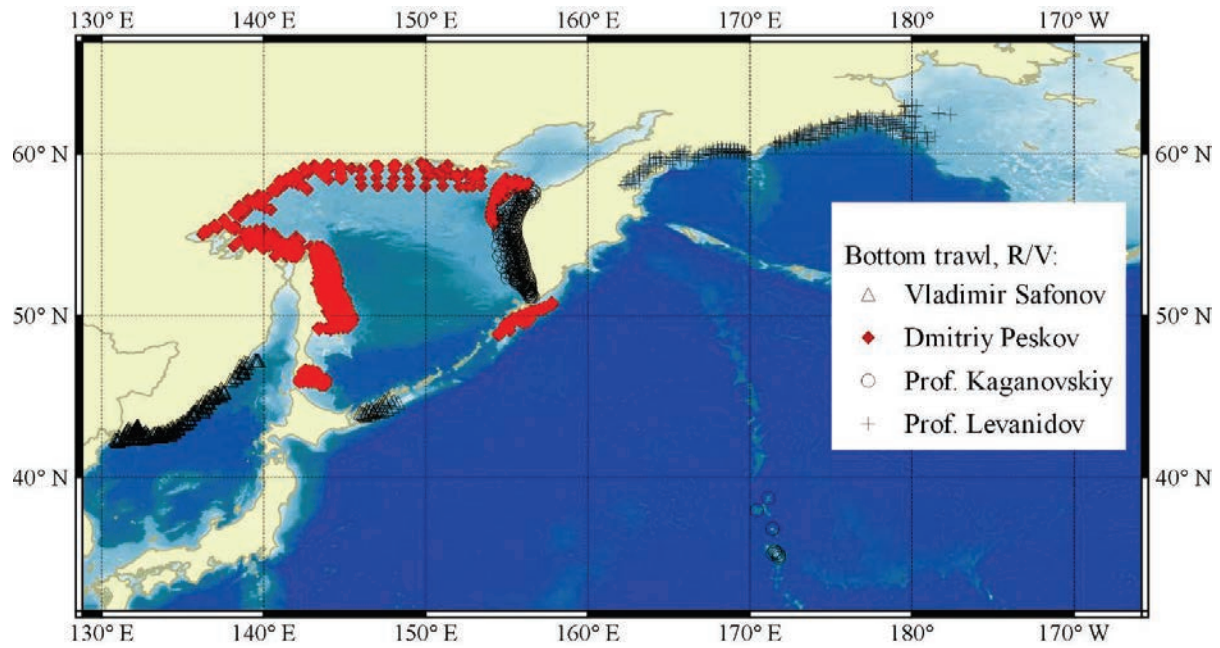 130° E 140° E 150° E 160° E 170° E 180° 170° W
60° N 60° N
Bottom trawl, R/V:
Vladimir Safonov
50° N Dmitriy Peskov 50° N
Prof. Kaganovskiy
Prof. Levanidov
40° N 40° N
130° E 140° E 150° E 160° E 170° E 180° 170° W